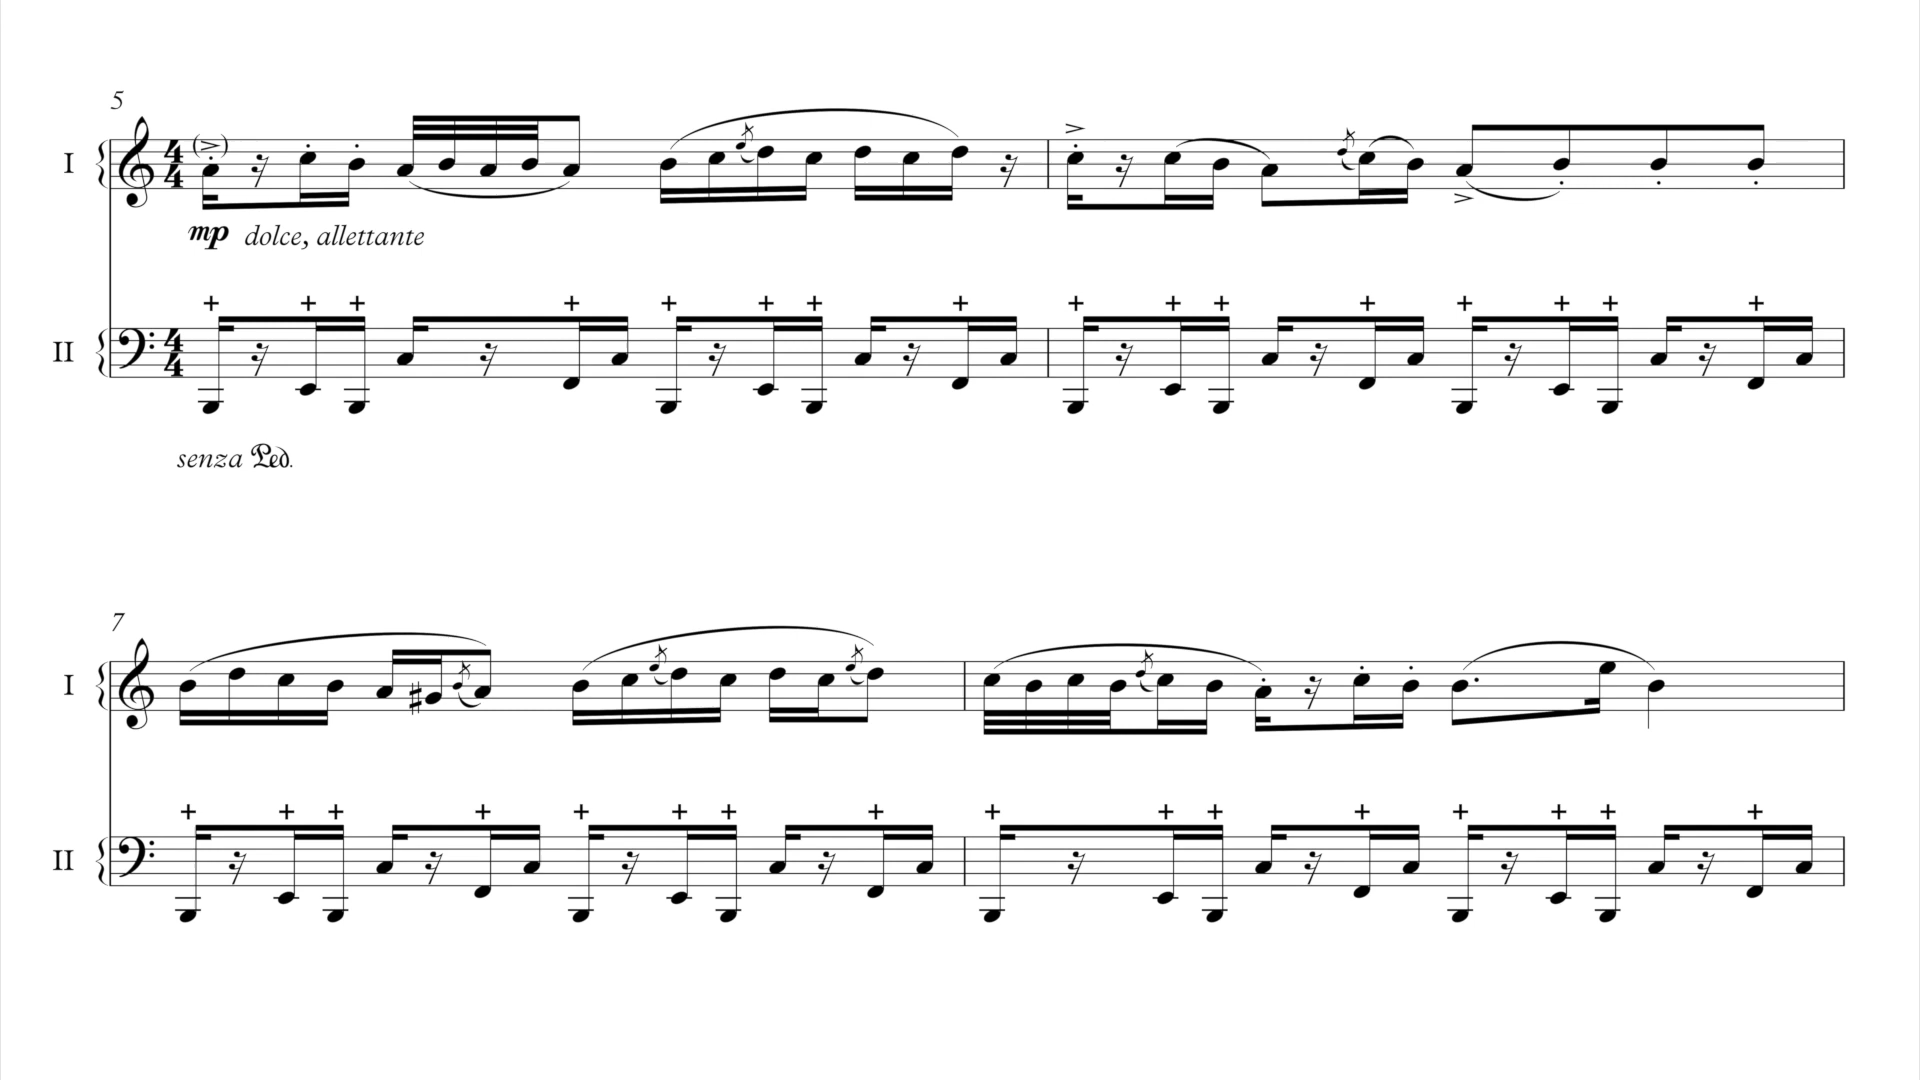 5
I
mp dolce, allettante
II
senza Ped.
7
I
II